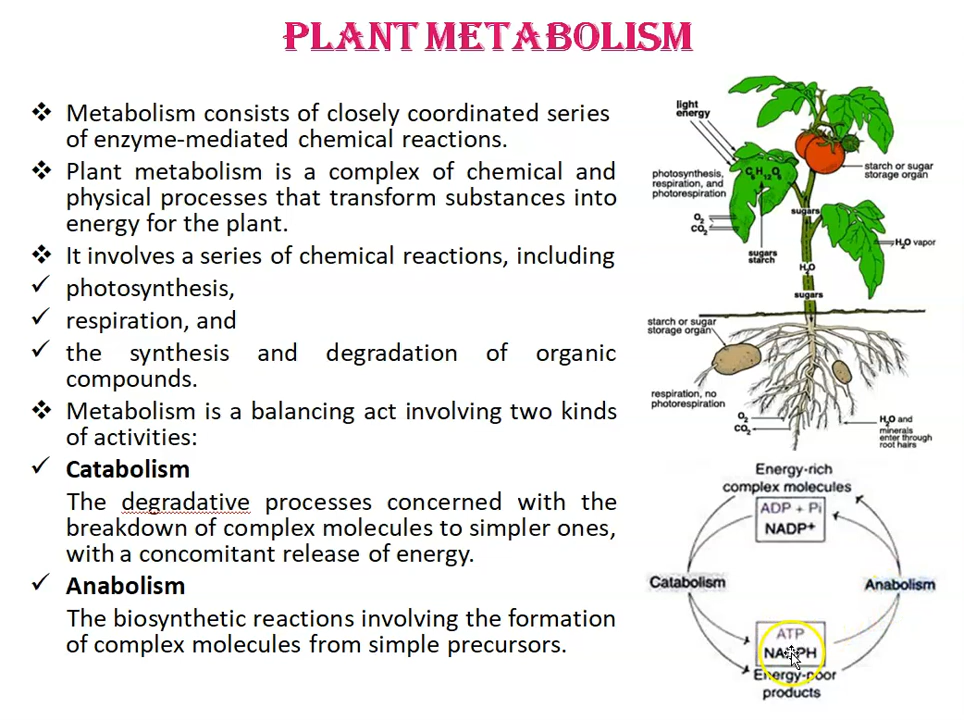 PLANT METABOLISM
❖ Metabolism consists of closely coordinated series
of enzyme-mediated chemical reactions.
❖ Plant metabolism is a complex of chemical and
physical processes that transform substances into
energy for the plant.
❖ It involves a series of chemical reactions, including
✓ photosynthesis,
✓ respiration, and
✓ the synthesis and degradation of organic
compounds.
❖ Metabolism is a balancing act involving two kinds
of activities:
✓ Catabolism
The degradative processes concerned with the
breakdown of complex molecules to simpler ones,
with a concomitant release of energy.
✓ Anabolism
The biosynthetic reactions involving the formation
of complex molecules from simple precursors.
light
energy
C₆H₁₂O₆
photosynthesis,
respiration, and
photorespiration
starch or sugar
storage organ
sugars
O₂
CO₂
H₂O vapor
sugars
starch
H₂O
sugars
starch or sugar
storage organ
respiration, no
photorespiration
O₂
CO₂
H₂O and
minerals
enter through
root hairs
Energy-rich
complex molecules
ADP + Pi
NADP+
Catabolism
Anabolism
ATP
NADPH
Energy-poor
products